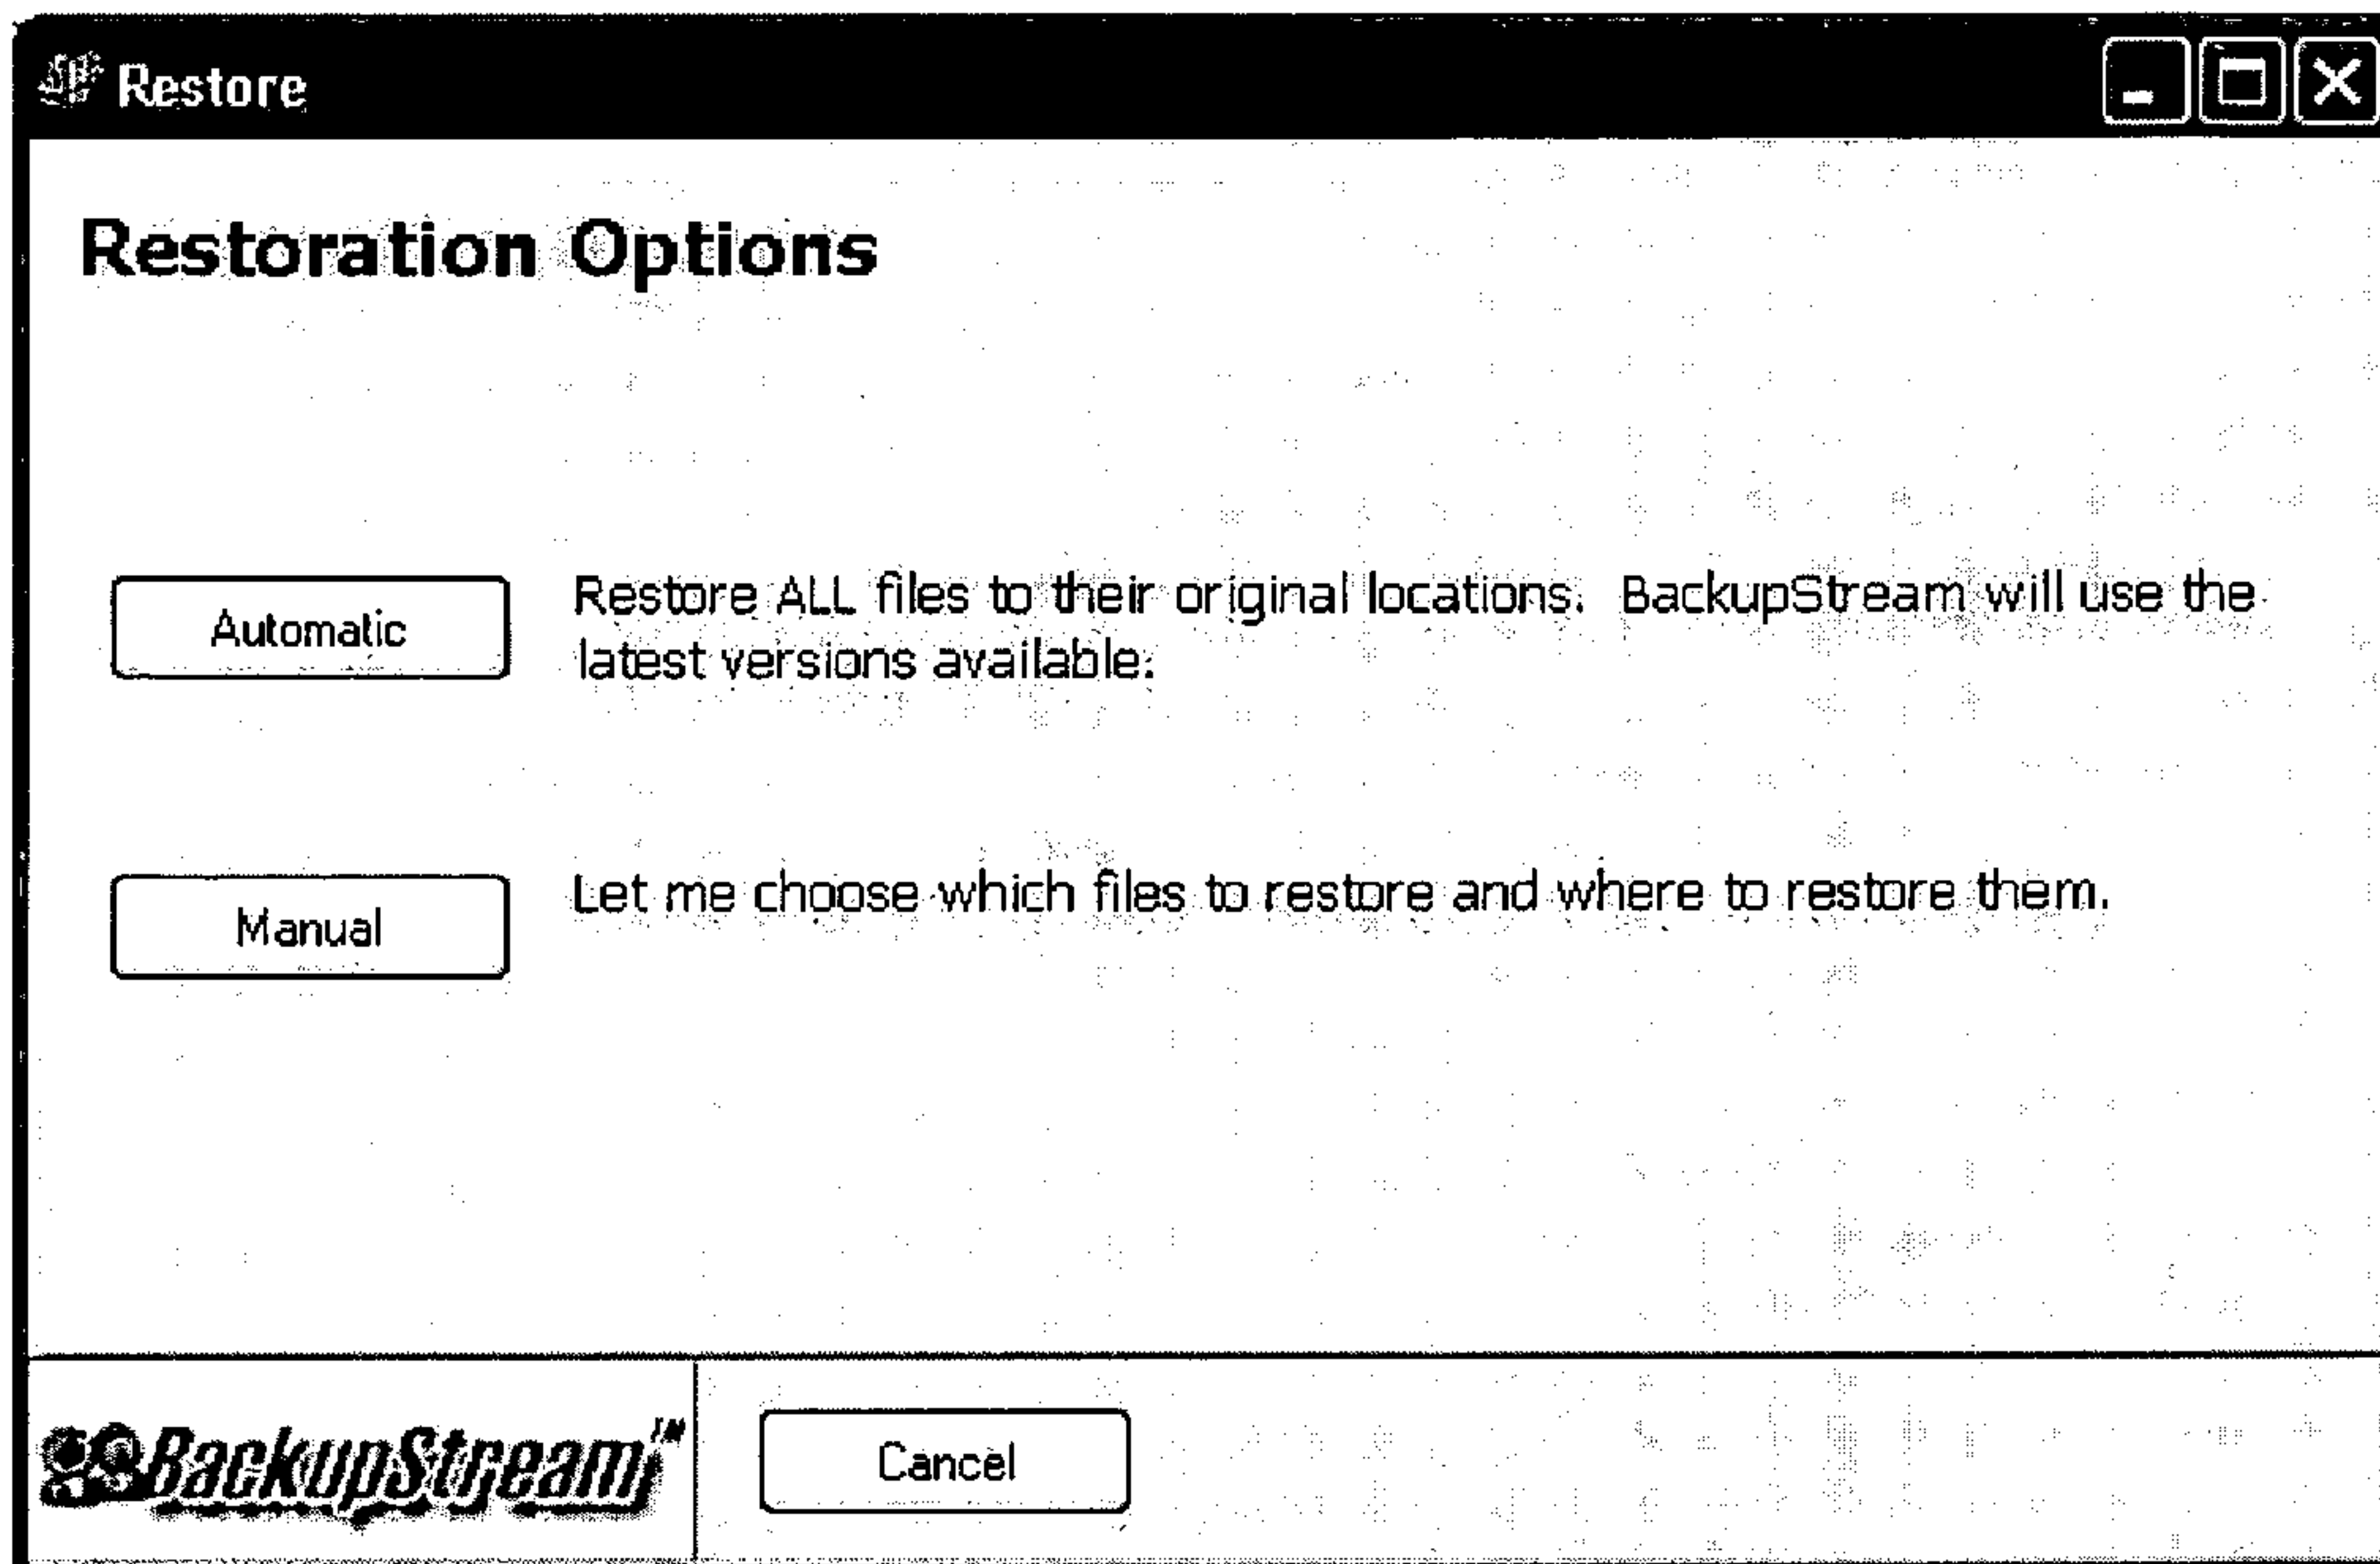 Restore
Restoration Options
Automatic
Restore ALL files to their original locations. BackupStream will use the
latest versions available.
Manual
Let me choose which files to restore and where to restore them.
BackupStream™
Cancel